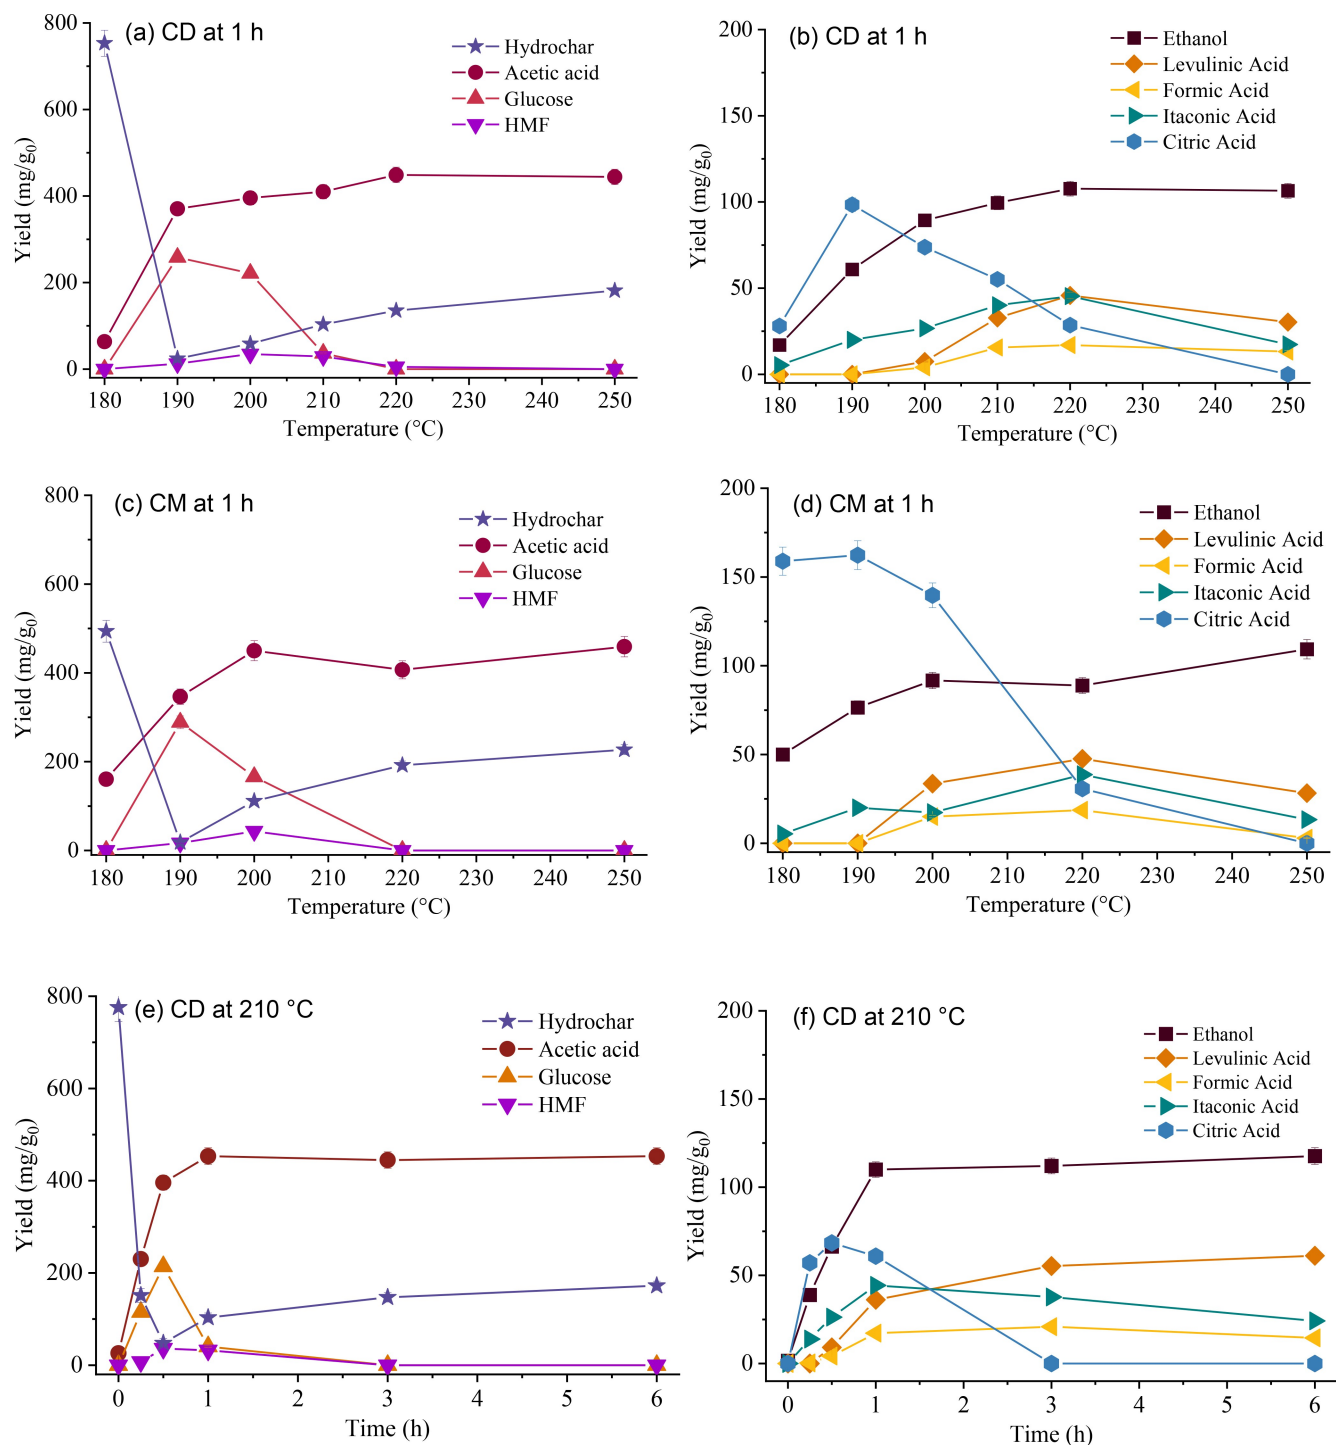 (a) CD at 1 h
Hydrochar
Acetic acid
Glucose
HMF
Yield (mg/g₀)
800
600
400
200
0
180 190 200 210 220 230 240 250
Temperature (°C)
(b) CD at 1 h
Ethanol
Levulinic Acid
Formic Acid
Itaconic Acid
Citric Acid
Yield (mg/g₀)
200
150
100
50
0
180 190 200 210 220 230 240 250
Temperature (°C)
(c) CM at 1 h
Hydrochar
Acetic acid
Glucose
HMF
Yield (mg/g₀)
800
600
400
200
0
180 190 200 210 220 230 240 250
Temperature (°C)
(d) CM at 1 h
Ethanol
Levulinic Acid
Formic Acid
Itaconic Acid
Citric Acid
Yield (mg/g₀)
200
150
100
50
0
180 190 200 210 220 230 240 250
Temperature (°C)
(e) CD at 210 °C
Hydrochar
Acetic acid
Glucose
HMF
Yield (mg/g₀)
800
600
400
200
0
0 1 2 3 4 5 6
Time (h)
(f) CD at 210 °C
Ethanol
Levulinic Acid
Formic Acid
Itaconic Acid
Citric Acid
Yield (mg/g₀)
200
150
100
50
0
0 1 2 3 4 5 6
Time (h)